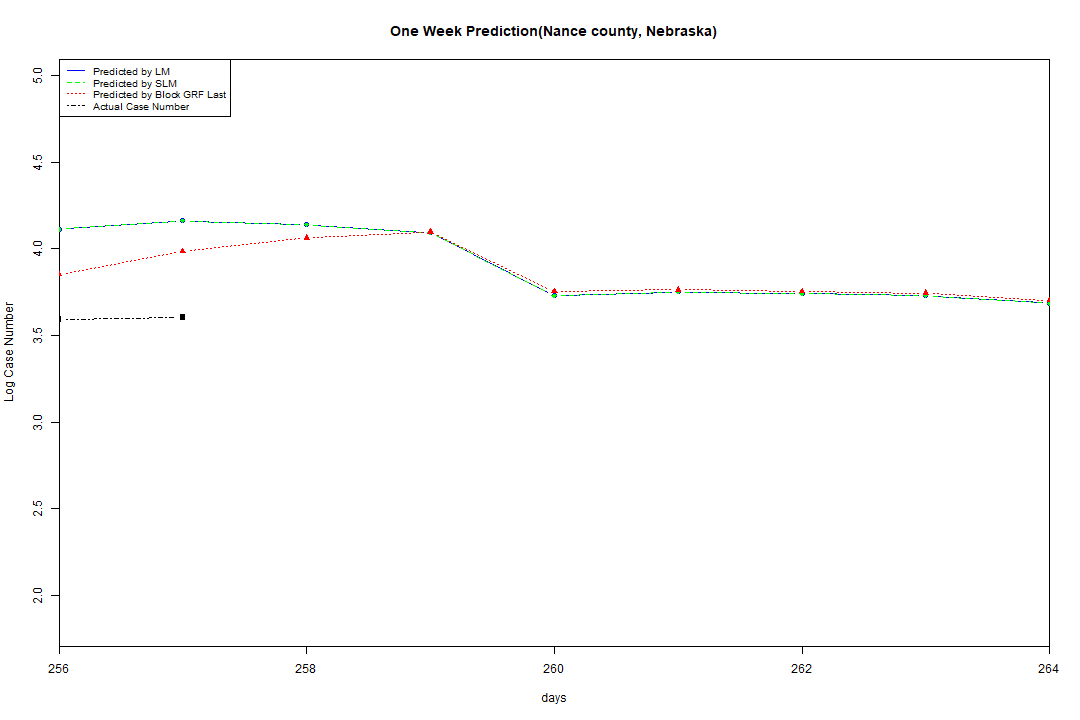 One Week Prediction(Nance county, Nebraska)
Predicted by LM
Predicted by SLM
Predicted by Block GRF Last
Actual Case Number
5.0
4.5
4.0
3.5
3.0
2.5
2.0
Log Case Number
256 258 260 262 264
days